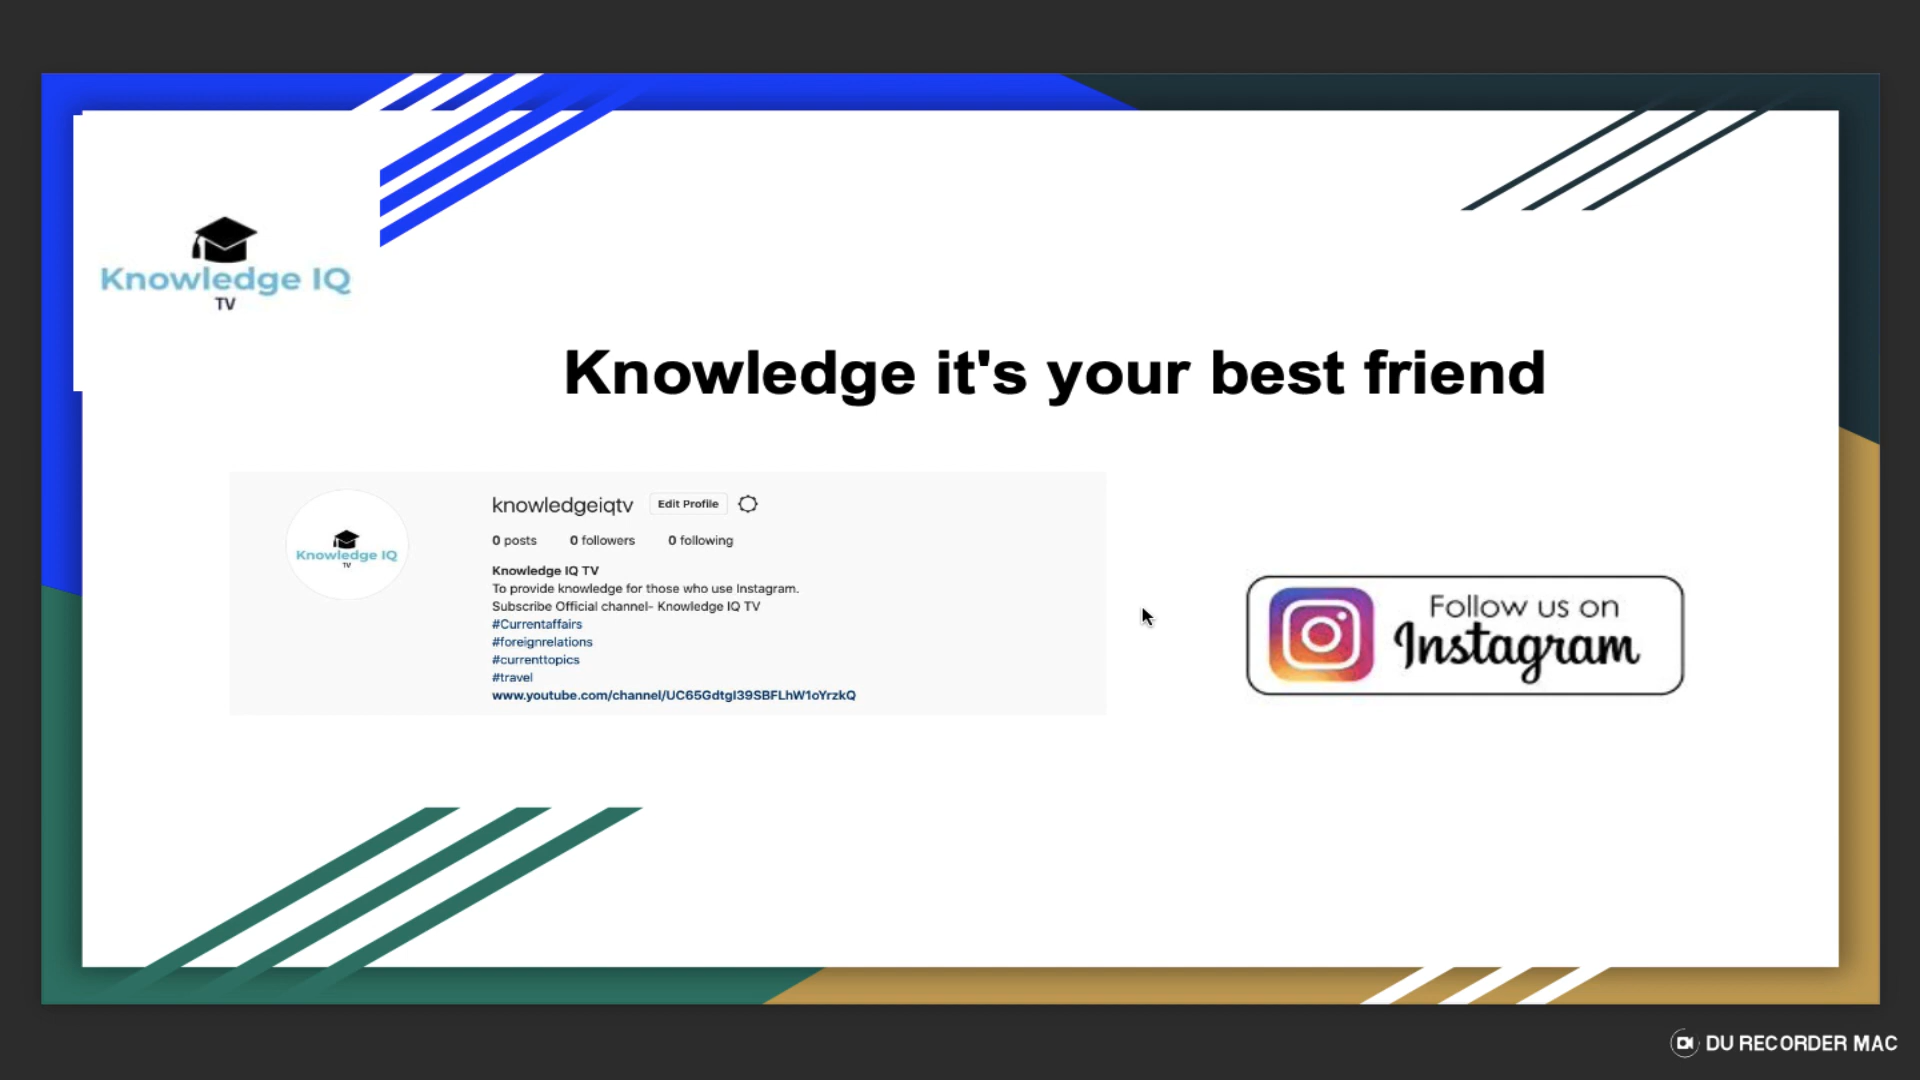 Knowledge IQ
TV
Knowledge it's your best friend
knowledgeiqtv Edit Profile
0 posts 0 followers 0 following
Knowledge IQ
TV
Knowledge IQ TV
To provide knowledge for those who use Instagram.
Subscribe Official channel- Knowledge IQ TV
#Currentaffairs
#foreignrelations
#currenttopics
#travel
www.youtube.com/channel/UC65Gdtgl39SBFLhW1oYrzkQ
Follow us on
Instagram
DU RECORDER MAC